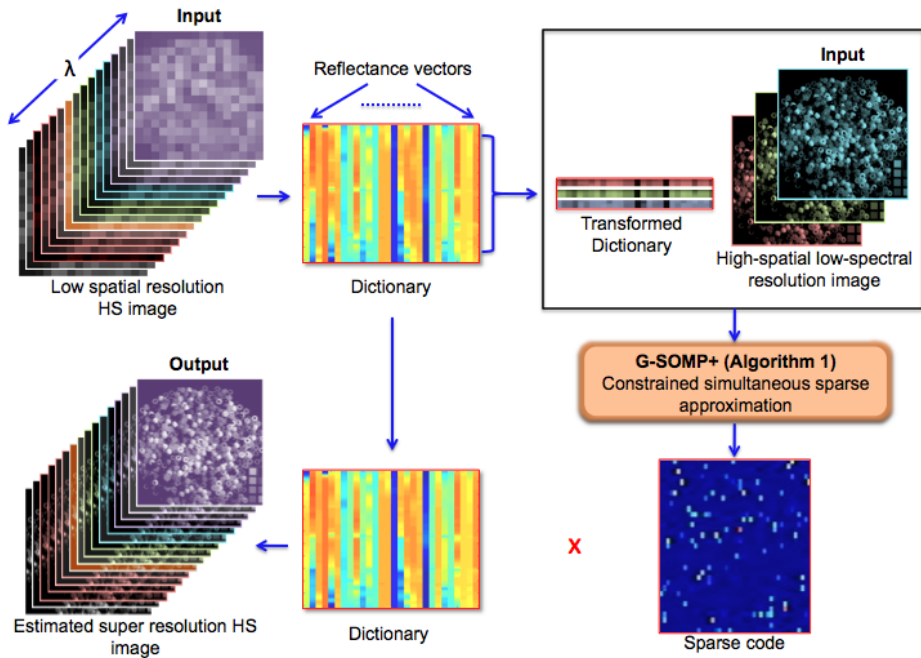 Input
λ
Low spatial resolution
HS image
Reflectance vectors
Dictionary
Input
Transformed
Dictionary
High-spatial low-spectral
resolution image
G-SOMP+ (Algorithm 1)
Constrained simultaneous sparse
approximation
Output
Estimated super resolution HS
image
Dictionary
X
Sparse code